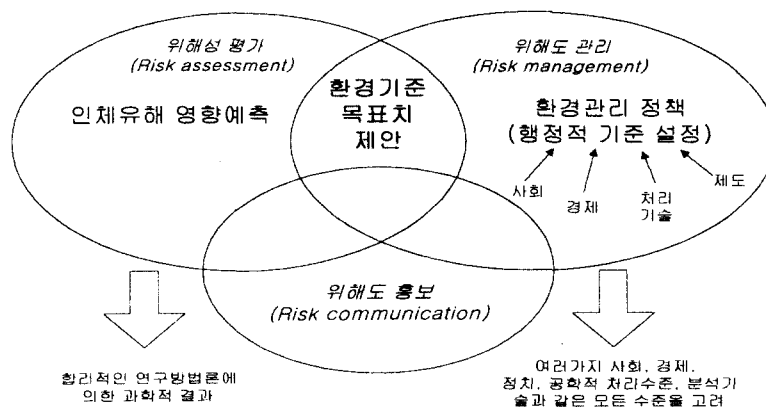 위해성 평가
(Risk assessment)
인체유해 영향예측
환경기준
목표치
제안
위해도 관리
(Risk management)
환경관리 정책
(행정적 기준 설정)
사회
경제
처리
기술
제도
위해도 홍보
(Risk communication)
합리적인 연구방법론에
의한 과학적 결과
여러가지 사회, 경제,
정치, 공학적 처리수준, 분석기
술과 같은 모든 수준을 고려